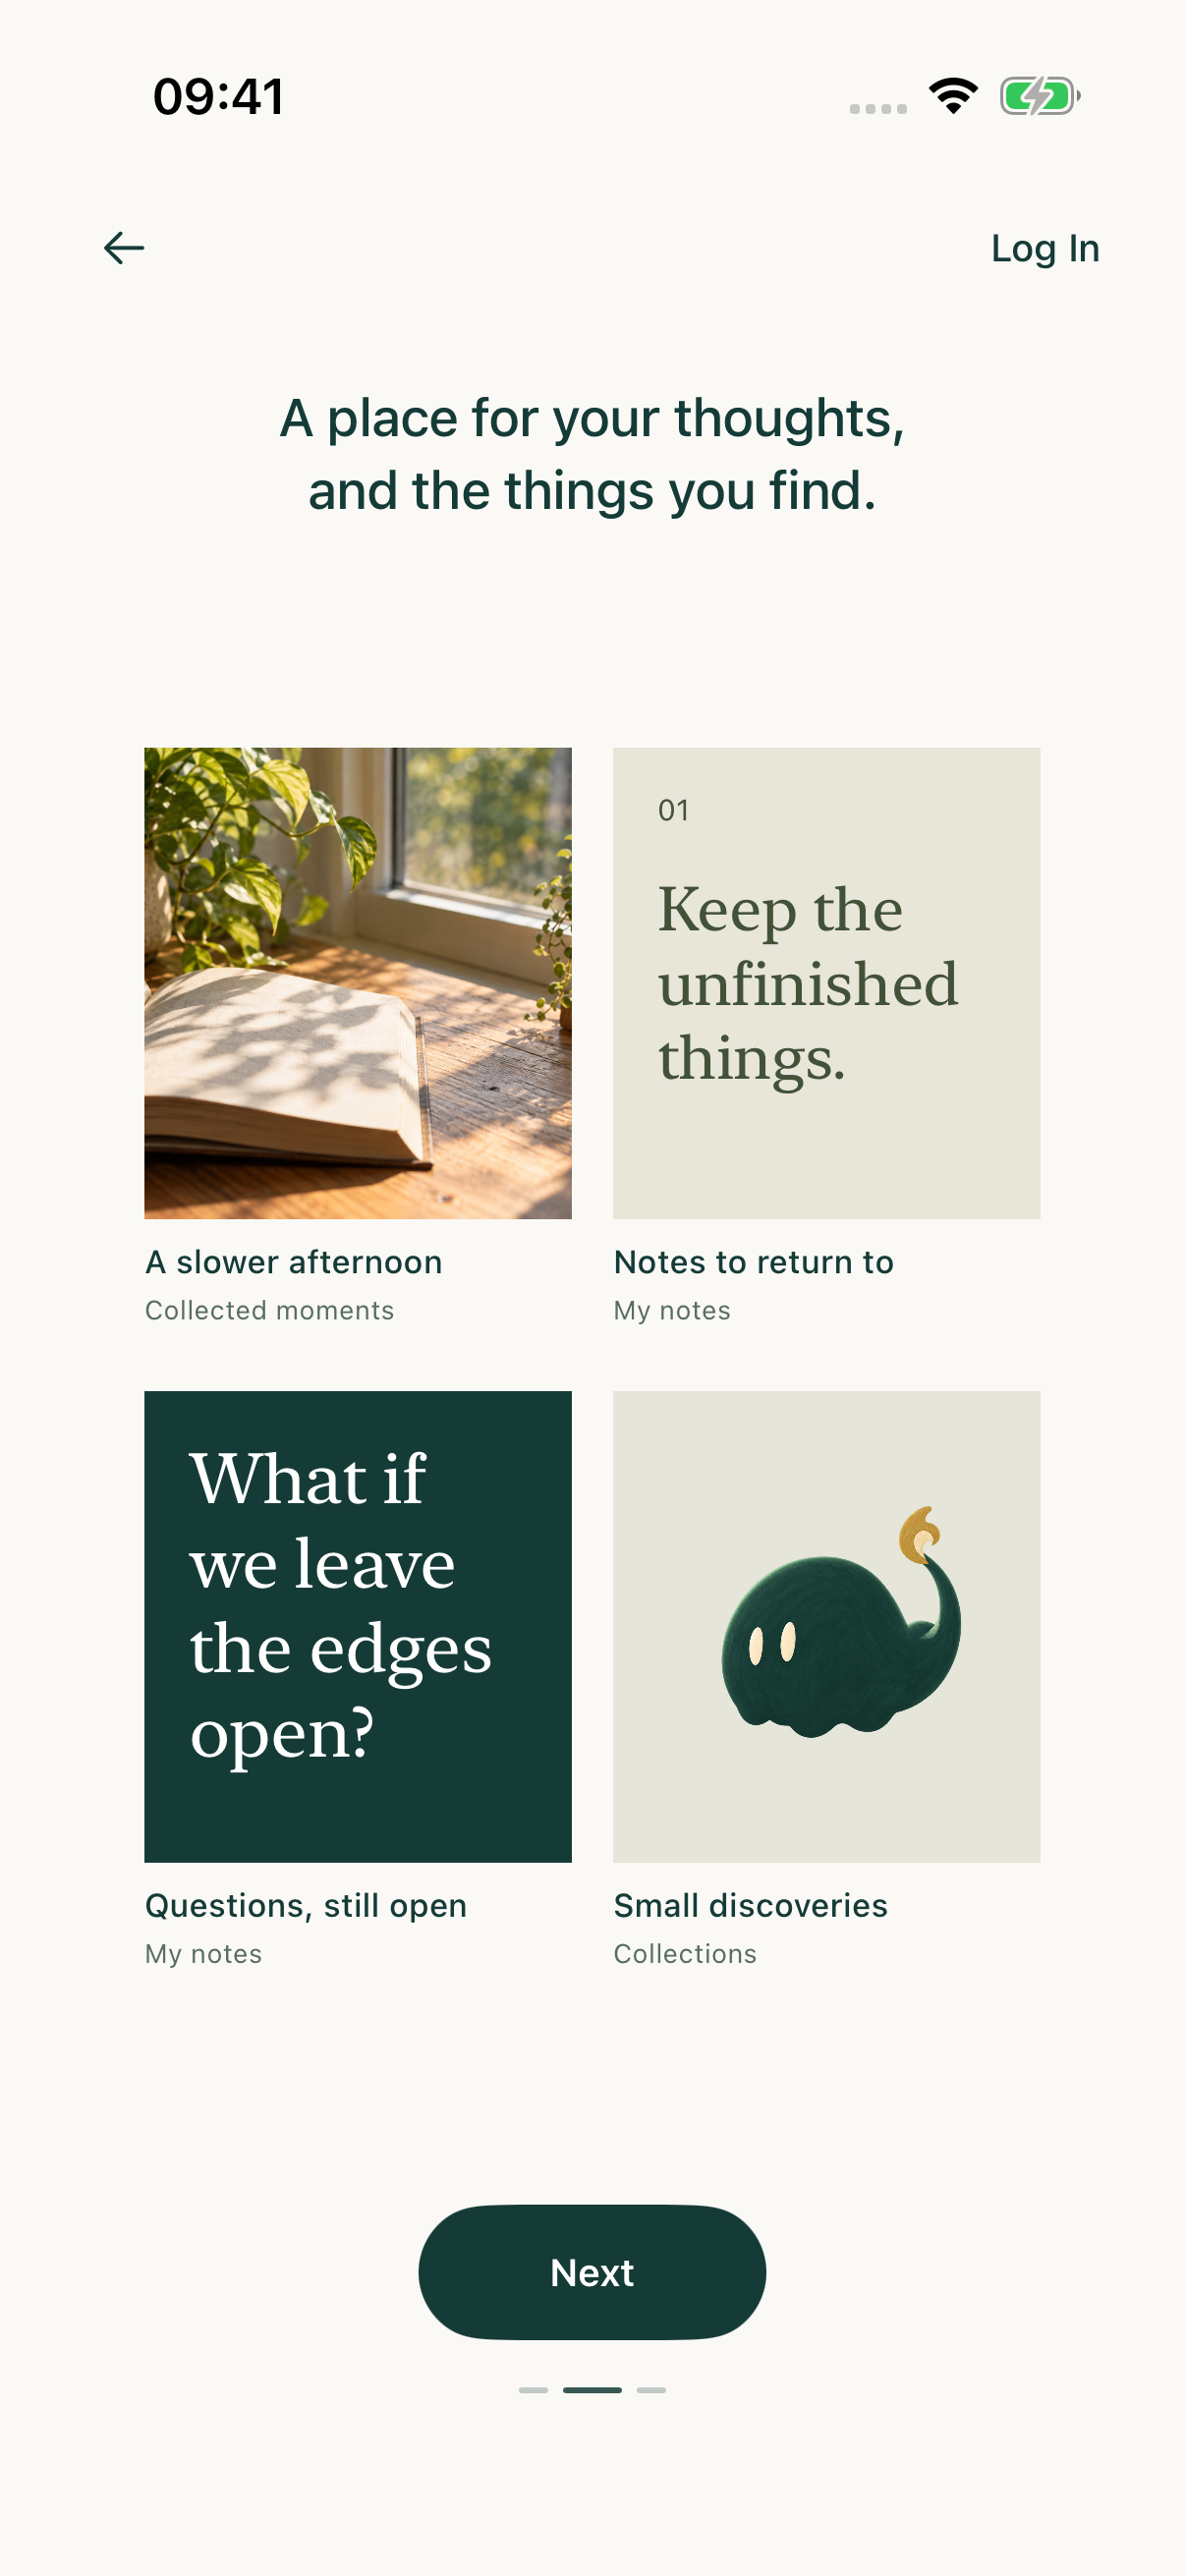 09:41
Log In
A place for your thoughts,
and the things you find.
01
Keep the
unfinished
things.
A slower afternoon
Collected moments
Notes to return to
My notes
What if
we leave
the edges
open?
Questions, still open
My notes
Small discoveries
Collections
Next